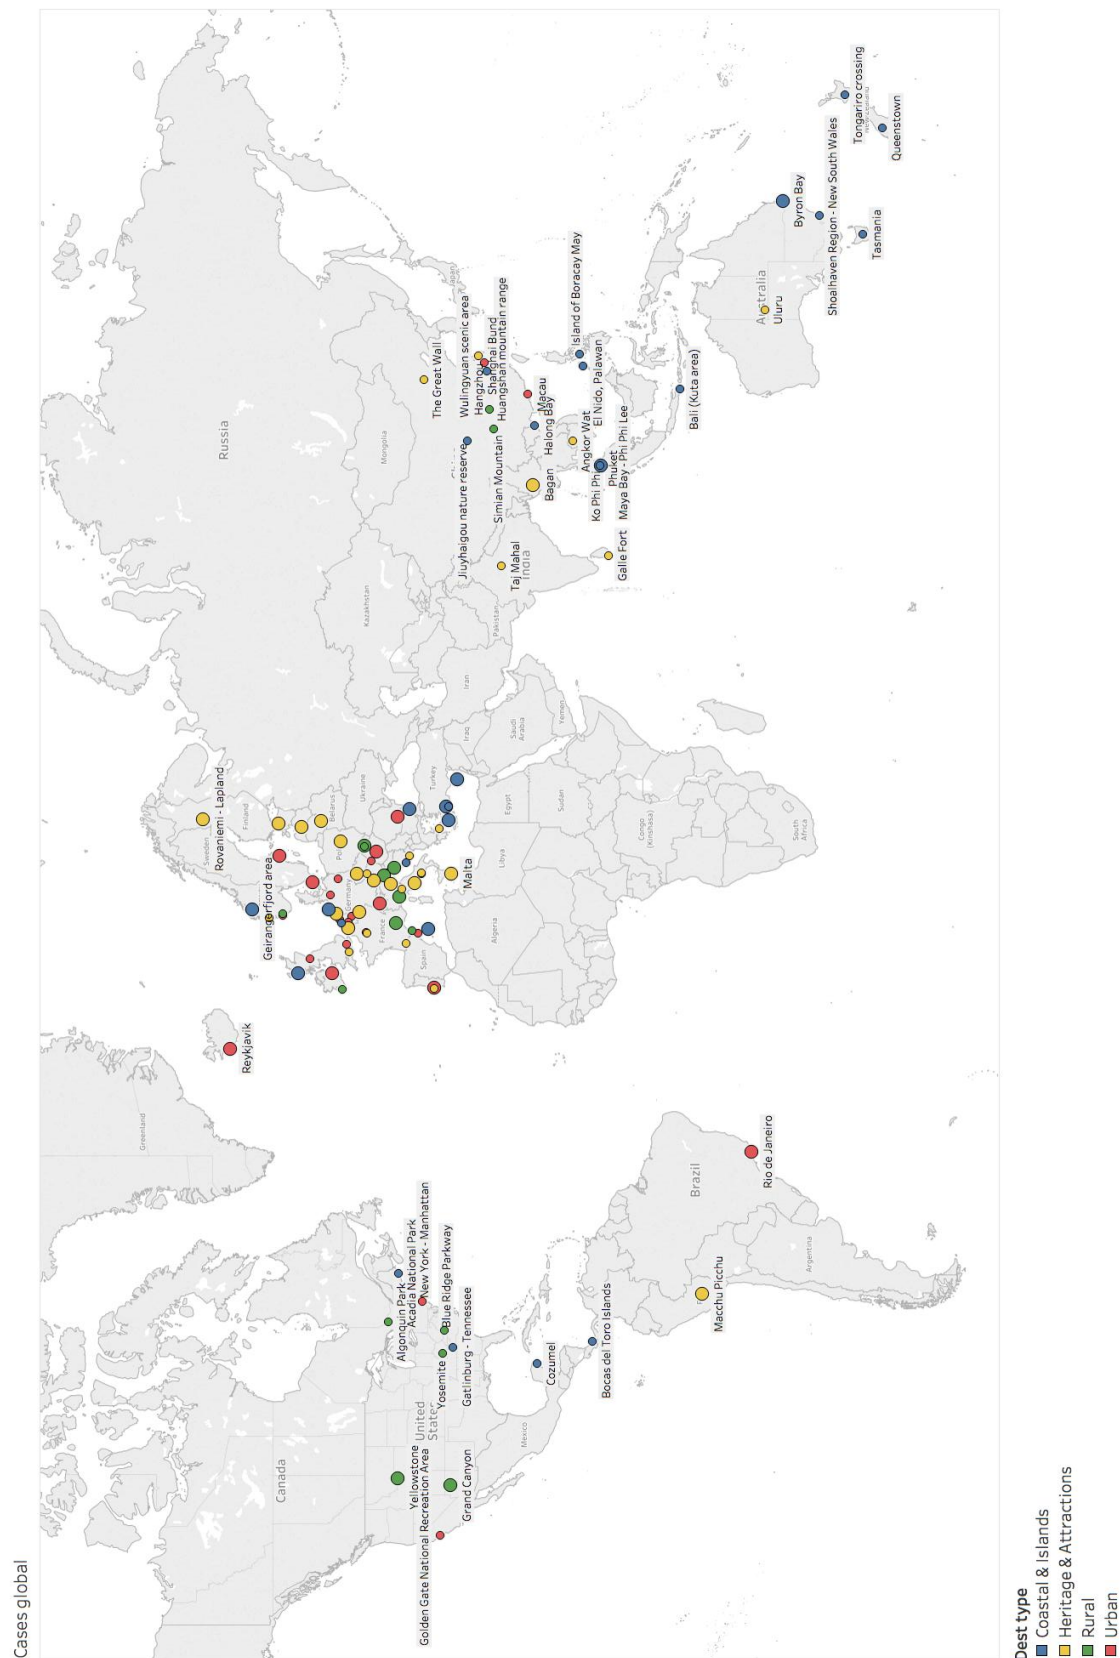 Cases global
Russia
Canada
Greenland
Sweden
Finland
Rovaniemi - Lapland
Geirangerfjord area
Reykjavik
Belarus
Ukraine
Germany
France
Spain
Malta
Turkey
Kazakhstan
Mongolia
Iran
Iraq
Pakistan
Saudi
Arabia
Yemen
Egypt
Libya
Algeria
Sudan
Congo
(Kinshasa)
South
Africa
Algonquin Park
Acadia National Park
New York - Manhattan
Blue Ridge Parkway
Yosemite
Gatlinburg - Tennessee
United
Yellowstone
Golden Gate National Recreation Area
Grand Canyon
Mexico
Cozumel
Bocas del Toro Islands
Macchu Picchu
Brazil
Rio de Janeiro
Argentina
The Great Wall
Japan
Jiuyhaigou nature reserve
Wulingyuan scenic area
Hangzhou
Shanghai Bund
Huangshan mountain range
Simian Mountain
Taj Mahal
India
Macau
Halong Bay
Bagan
Angkor Wat
Island of Boracay May
El Nido, Palawan
Ko Phi Phi
Phuket
Maya Bay - Phi Phi Lee
Galle Fort
Bali (Kuta area)
Australia
Uluru
Byron Bay
Shoalhaven Region - New South Wales
Tasmania
Tongariro crossing
Queenstown
Dest type
Coastal & Islands
Heritage & Attractions
Rural
Urban